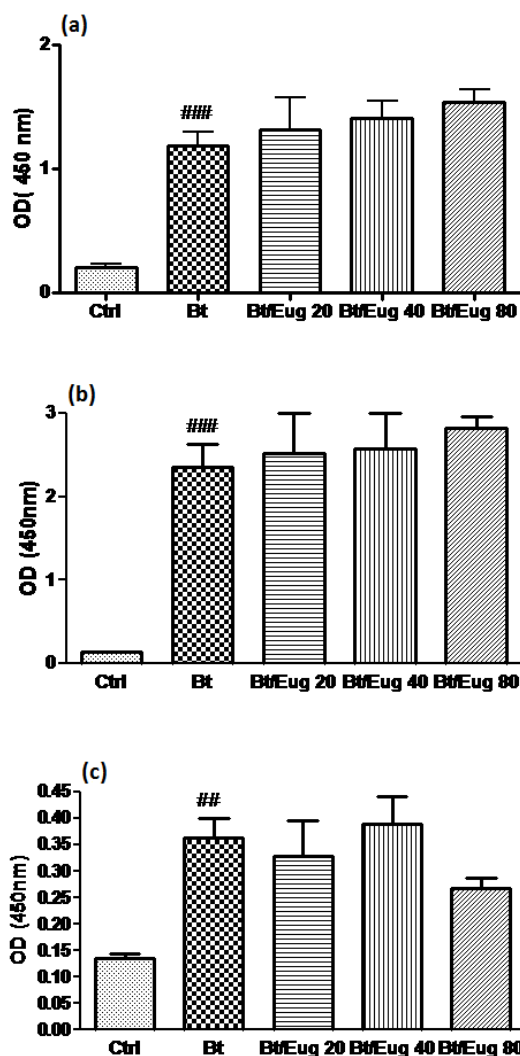 (a)
2
###
OD( 450 nm)
1
0
Ctrl Bt Bt/Eug 20 Bt/Eug 40 Bt/Eug 80
(b)
3
###
OD (450nm)
2
1
0
Ctrl Bt Bt/Eug 20 Bt/Eug 40 Bt/Eug 80
(c)
0.45
##
0.40
0.35
0.30
OD (450nm)
0.25
0.20
0.15
0.10
0.05
0.00
Ctrl Bt Bt/Eug 20 Bt/Eug 40 Bt/Eug 80